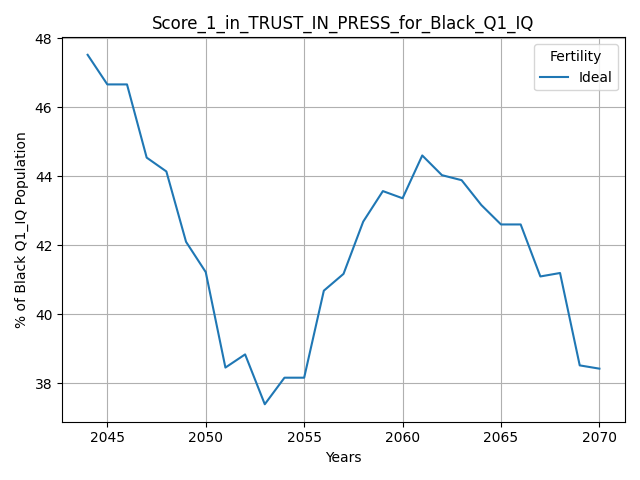 Score_1_in_TRUST_IN_PRESS_for_Black_Q1_IQ
Fertility
Ideal
% of Black Q1_IQ Population
48
46
44
42
40
38
2045
2050
2055
2060
2065
2070
Years